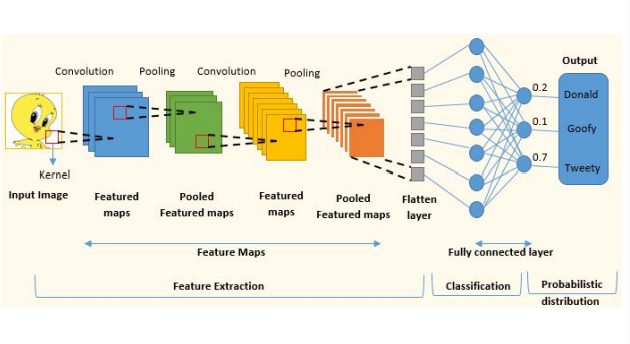 Convolution
Pooling
Convolution
Pooling
Output
0.2
Donald
0.1
Goofy
0.7
Tweety
Kernel
Input Image
Featured
maps
Pooled
Featured maps
Featured
maps
Pooled
Featured maps
Flatten
layer
Feature Maps
Fully connected layer
Feature Extraction
Classification
Probabilistic
distribution